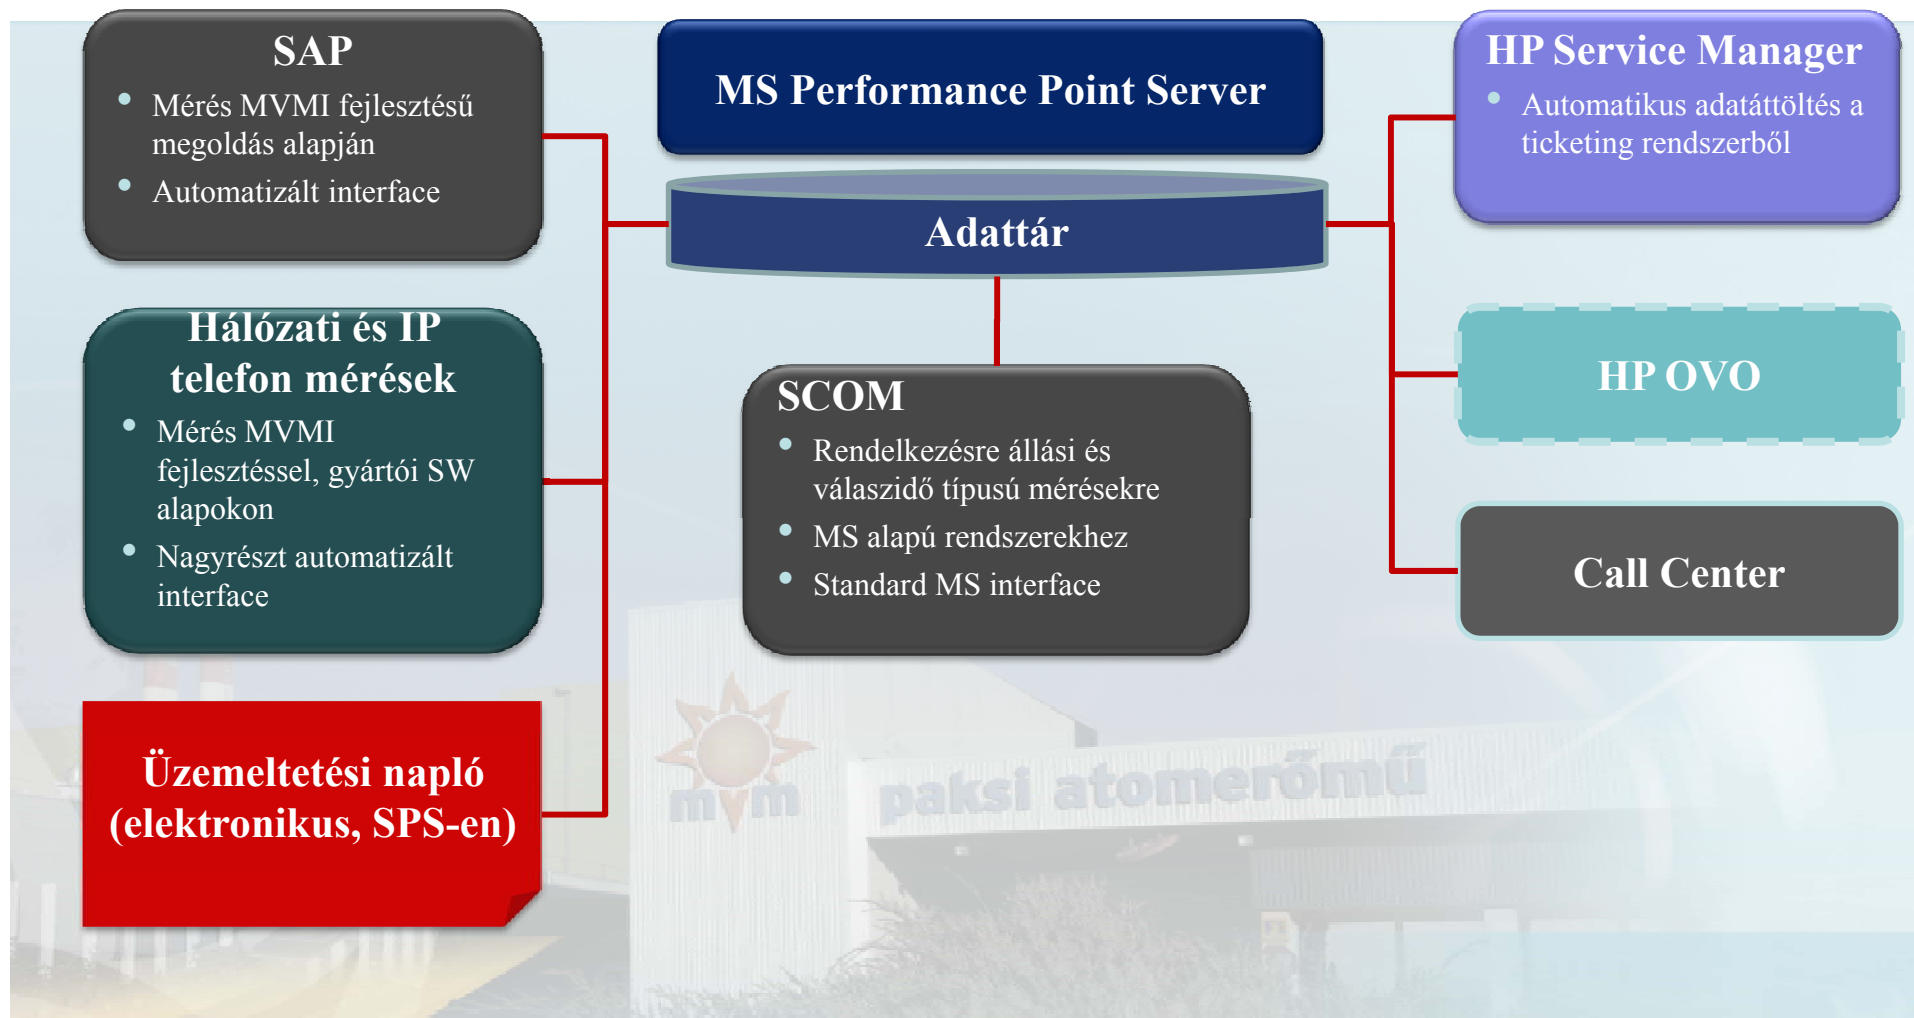 SAP
• Mérés MVMI fejlesztésű
megoldás alapján
• Automatizált interface
MS Performance Point Server
Adattár
HP Service Manager
• Automatikus adatáttöltés a
ticketing rendszerből
Hálózati és IP
telefon mérések
• Mérés MVMI
fejlesztéssel, gyártói SW
alapokon
• Nagyrészt automatizált
interface
SCOM
• Rendelkezésre állási és
válaszidő típusú mérésekre
• MS alapú rendszerekhez
• Standard MS interface
HP OVO
Call Center
Üzemeltetési napló
(elektronikus, SPS-en)
mvm
paksi atomerőmű